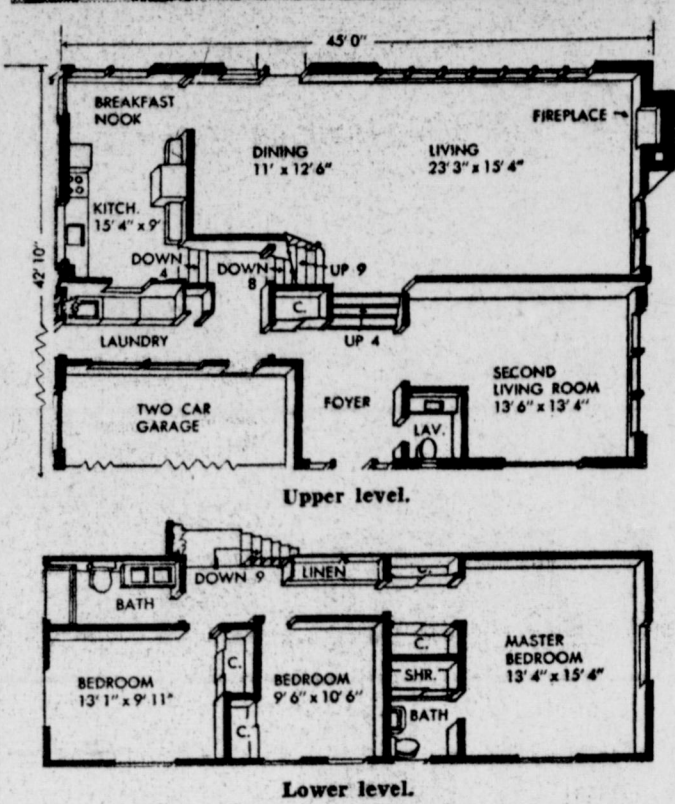 45' 0"
BREAKFAST
NOOK
FIREPLACE
DINING
11' x 12' 6"
LIVING
23' 3" x 15' 4"
KITCH.
15' 4" x 9'
42' 10"
DOWN
4
DOWN
8
UP 9
C.
UP 4
LAUNDRY
SECOND
LIVING ROOM
13' 6" x 13' 4"
TWO CAR
GARAGE
FOYER
LAV.
Upper level.
DOWN 9
LINEN
C.
BATH
C.
MASTER
BEDROOM
13' 4" x 15' 4"
C.
SHR.
BEDROOM
13' 1" x 9' 11"
BEDROOM
9' 6" x 10' 6"
C.
BATH
Lower level.